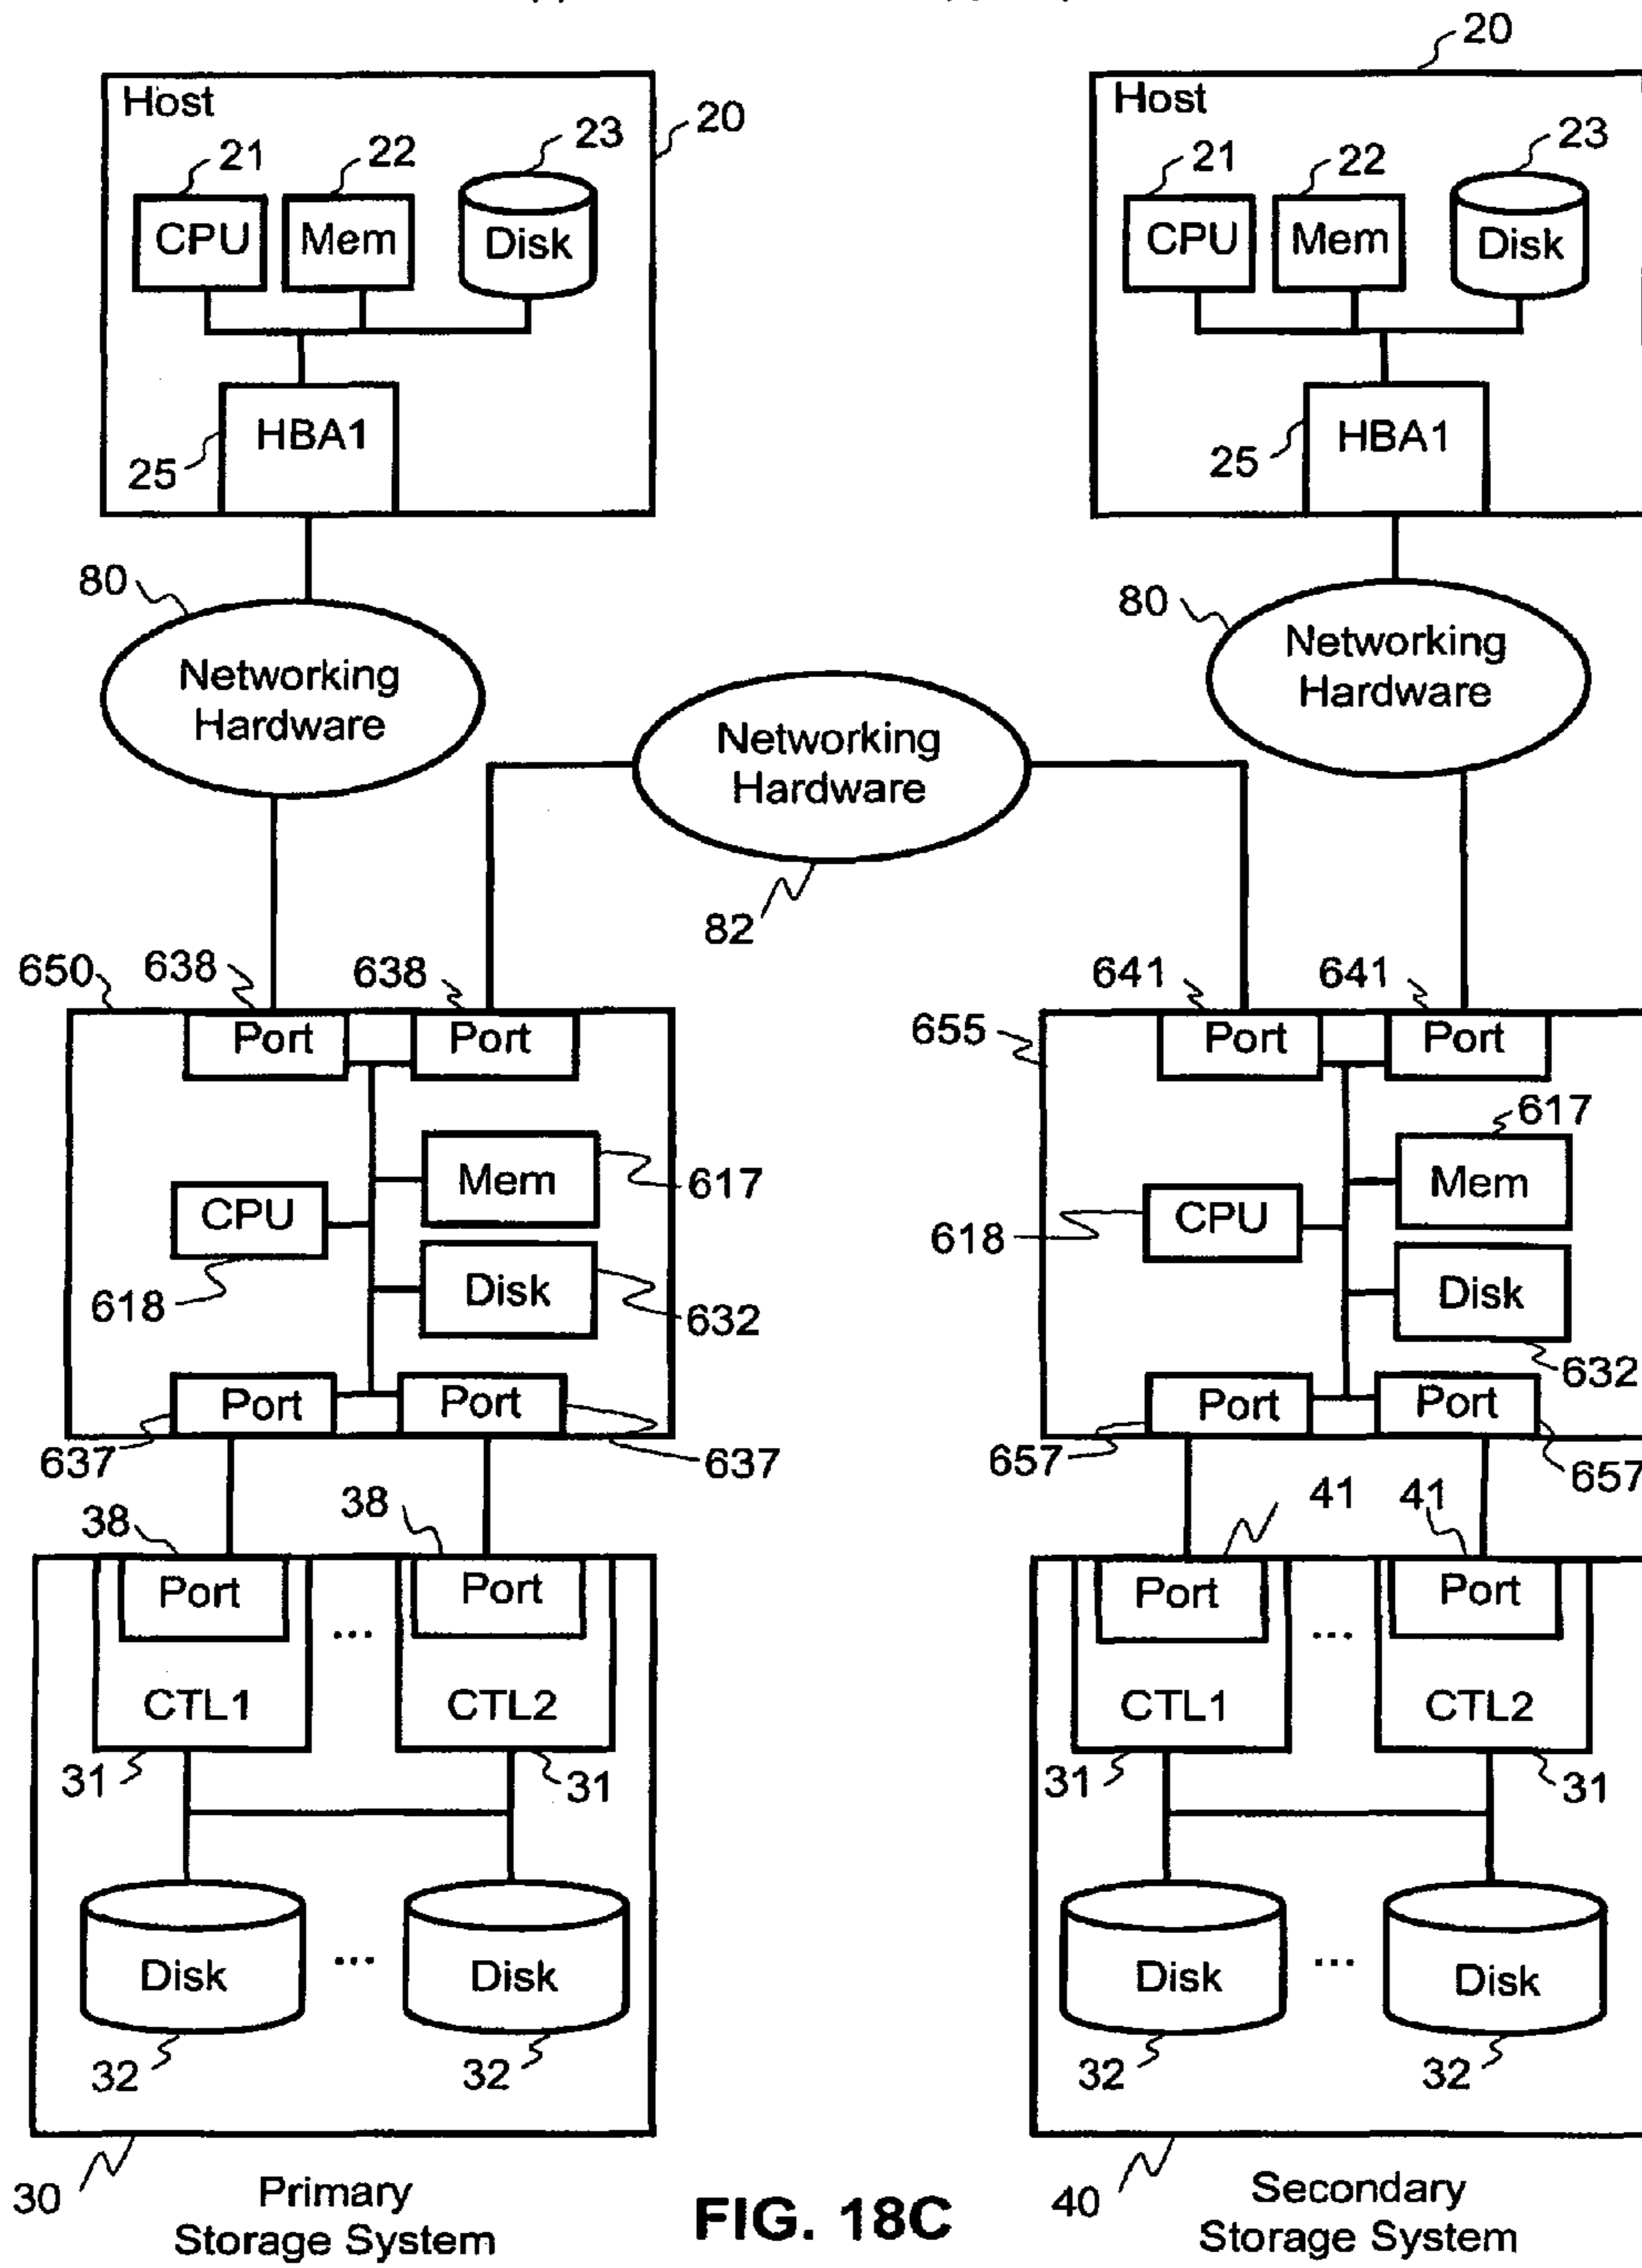 20
Host
20
21
22
23
CPU
Mem
Disk
HBA1
25
Host
21
22
23
CPU
Mem
Disk
HBA1
25
80
Networking
Hardware
Networking
Hardware
82
80
Networking
Hardware
650
638
638
Port
Port
Mem
617
CPU
618
Disk
632
Port
Port
637
637
641
641
655
Port
Port
617
Mem
CPU
618
Disk
632
Port
Port
657
657
38
38
Port
Port
...
CTL1
CTL2
31
31
Disk
...
Disk
32
32
30
Primary
Storage System
41
41
Port
Port
...
CTL1
CTL2
31
31
Disk
...
Disk
32
32
40
Secondary
Storage System
FIG. 18C